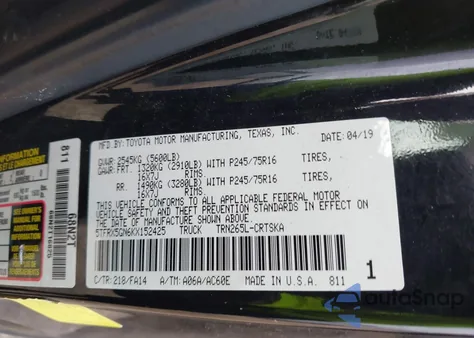 MFD.BY:TOYOTA MOTOR MANUFACTURING, TEXAS, INC.
DATE: 04/19
GVWR: 2545KG (5600LB)
GAWR: FRT. 1320KG (2910LB) WITH P245/75R16 TIRES,
16X7J RIMS,
RR. 1490KG (3280LB) WITH P245/75R16 TIRES,
16X7J RIMS,
THIS VEHICLE CONFORMS TO ALL APPLICABLE FEDERAL MOTOR
VEHICLE SAFETY AND THEFT PREVENTION STANDARDS IN EFFECT ON
THE DATE OF MANUFACTURE SHOWN ABOVE.
5TFRX5GN6KX152425 TRUCK TRN265L-CRTSKA
C/TR:218/FA14 A/TM:A06A/AC60E MADE IN U.S.A. 811
1
811
66N2T
autoSnap